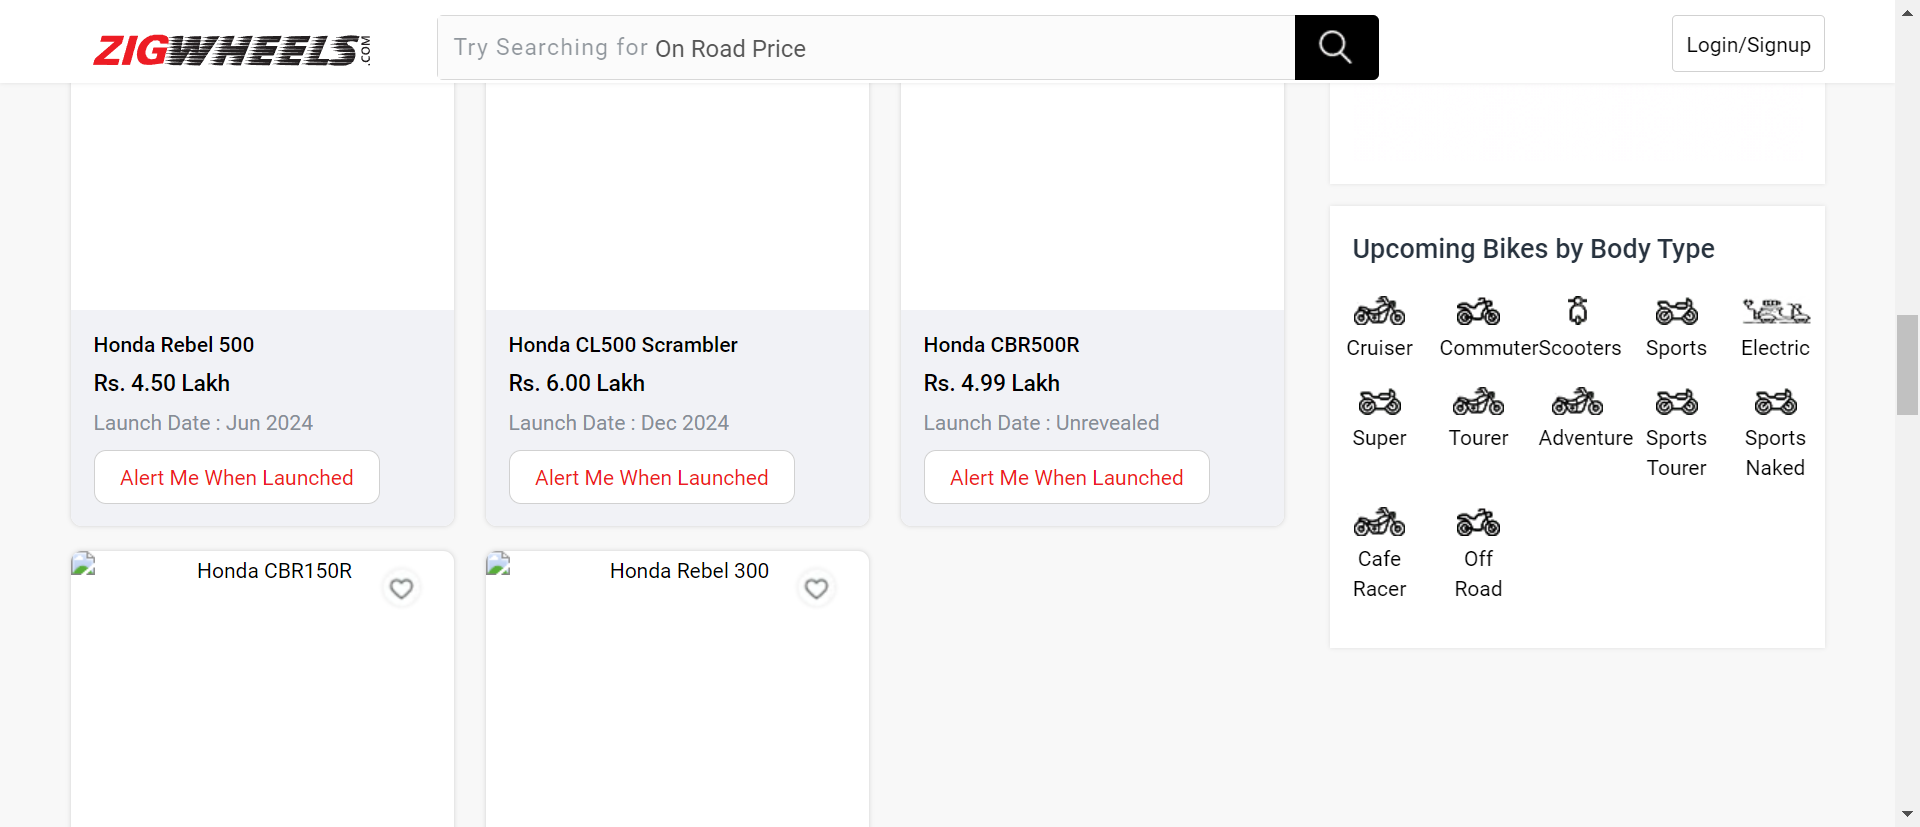 ZIGWHEELS.COM
Try Searching for On Road Price
Login/Signup
Honda Rebel 500
Rs. 4.50 Lakh
Launch Date : Jun 2024
Alert Me When Launched
Honda CL500 Scrambler
Rs. 6.00 Lakh
Launch Date : Dec 2024
Alert Me When Launched
Honda CBR500R
Rs. 4.99 Lakh
Launch Date : Unrevealed
Alert Me When Launched
Honda CBR150R
Honda Rebel 300
Upcoming Bikes by Body Type
Cruiser
Commuter
Scooters
Sports
Electric
Super
Tourer
Adventure
Sports
Tourer
Sports
Naked
Cafe
Racer
Off
Road